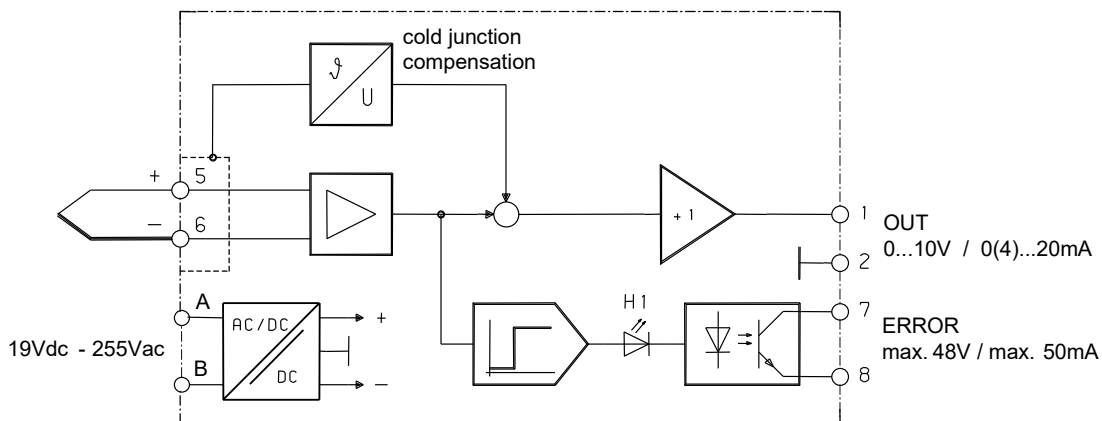 cold junction
compensation
ϑ
U
+
5
−
6
+ 1
1
OUT
0...10V / 0(4)...20mA
2
A
AC/DC
+
H1
7
ERROR
max. 48V / max. 50mA
19Vdc - 255Vac
B
DC
−
8